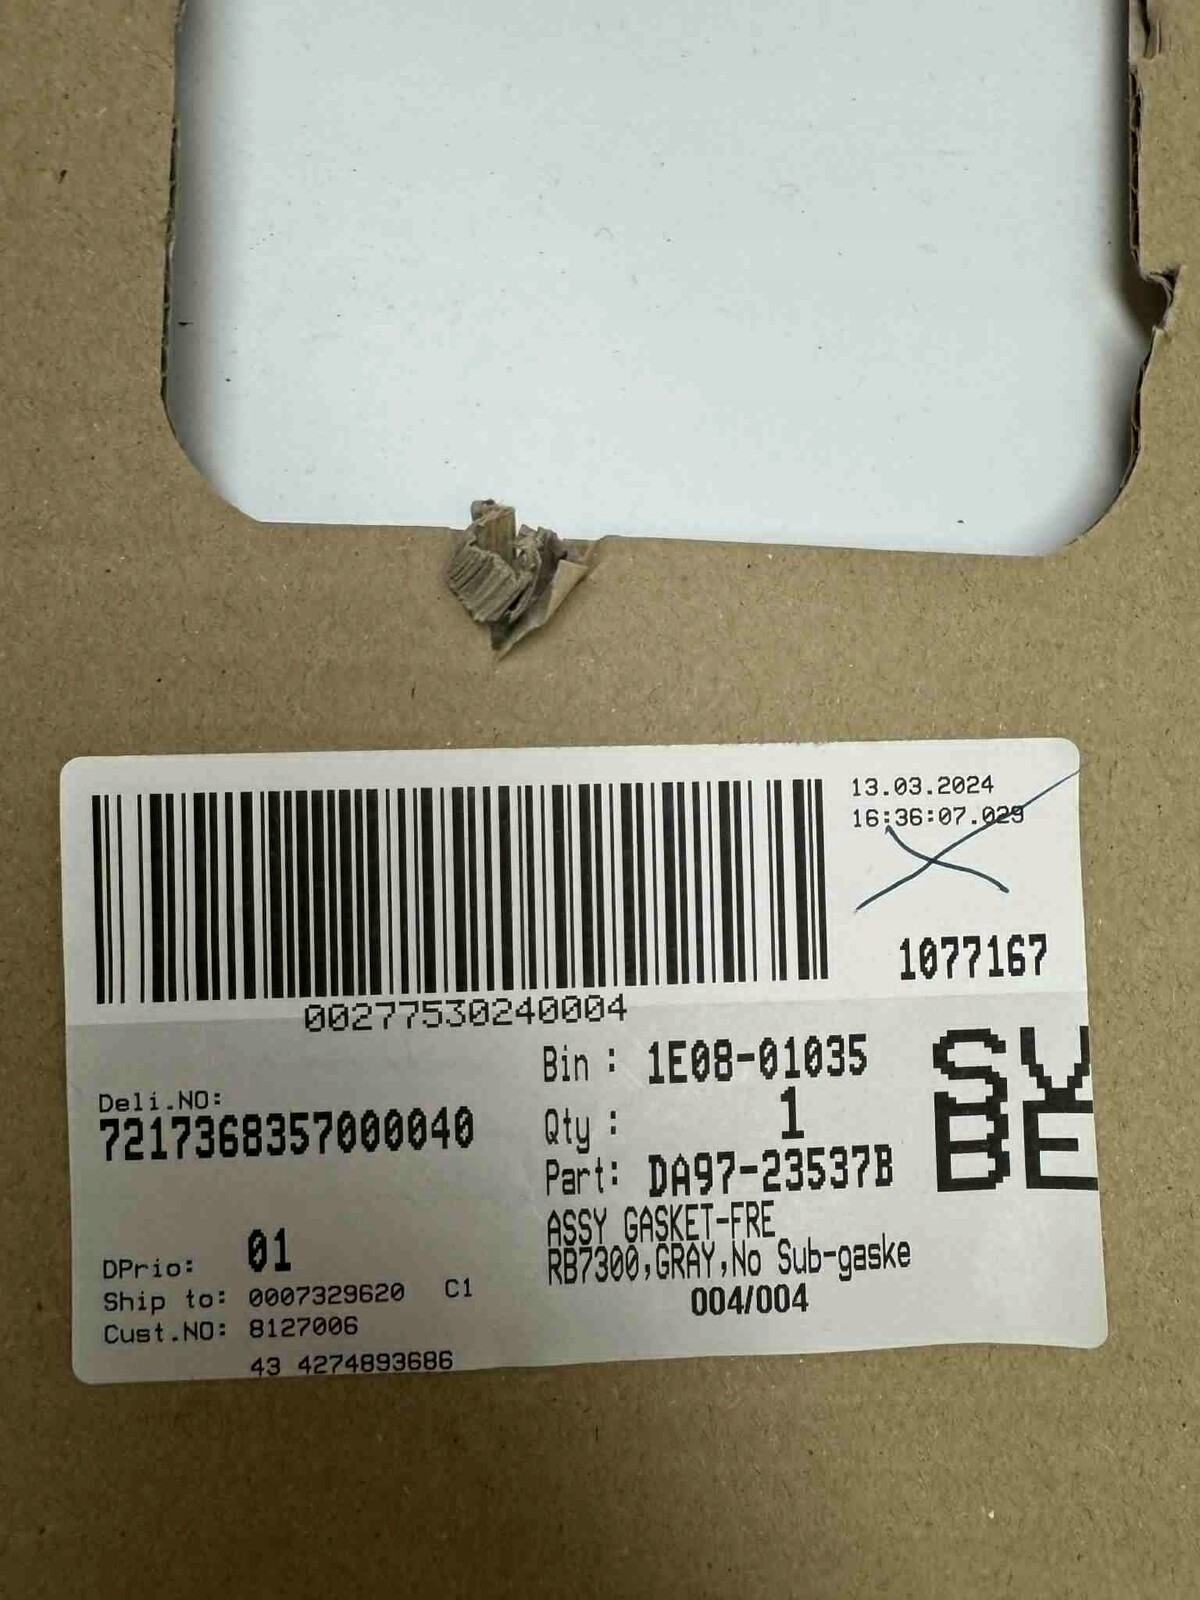 13.03.2024
16:36:07.029
1077167
00277530240004
Bin : 1E08-01035
Deli.NO:
7217368357000040
Qty : 1
Part: DA97-23537B
SV
BE
ASSY GASKET-FRE
RB7300,GRAY,No Sub-gaske
004/004
DPrio: 01
Ship to: 0007329620 C1
Cust.NO: 8127006
43 4274893686